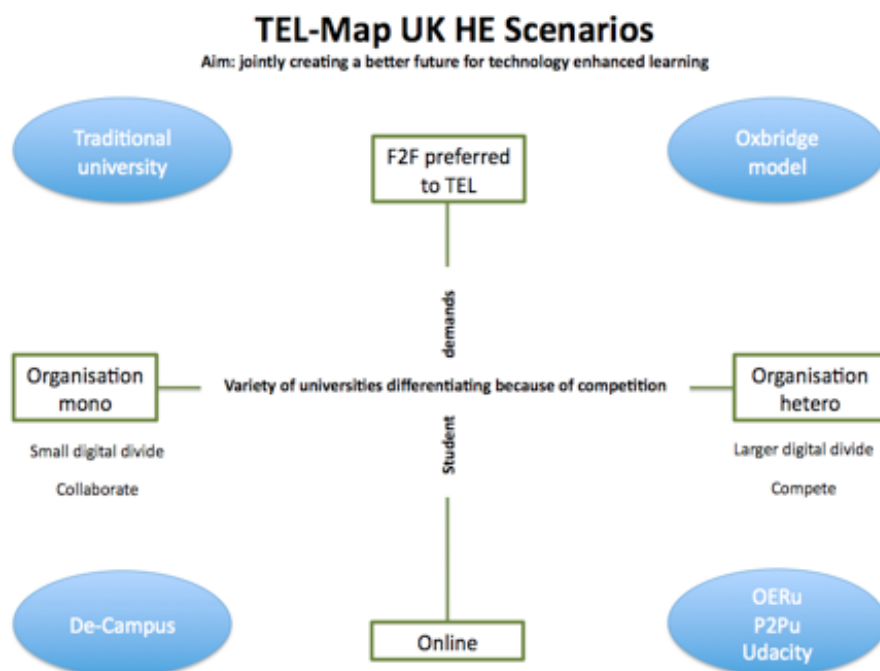 TEL-Map UK HE Scenarios
Aim: jointly creating a better future for technology enhanced learning
Traditional
university
F2F preferred
to TEL
Oxbridge
model
demands
Organisation
mono
Variety of universities differentiating because of competition
Organisation
hetero
Small digital divide
Collaborate
Student
Larger digital divide
Compete
De-Campus
Online
OERu
P2Pu
Udacity